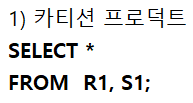 1) 카티션 프로덕트
SELECT *
FROM R1, S1;